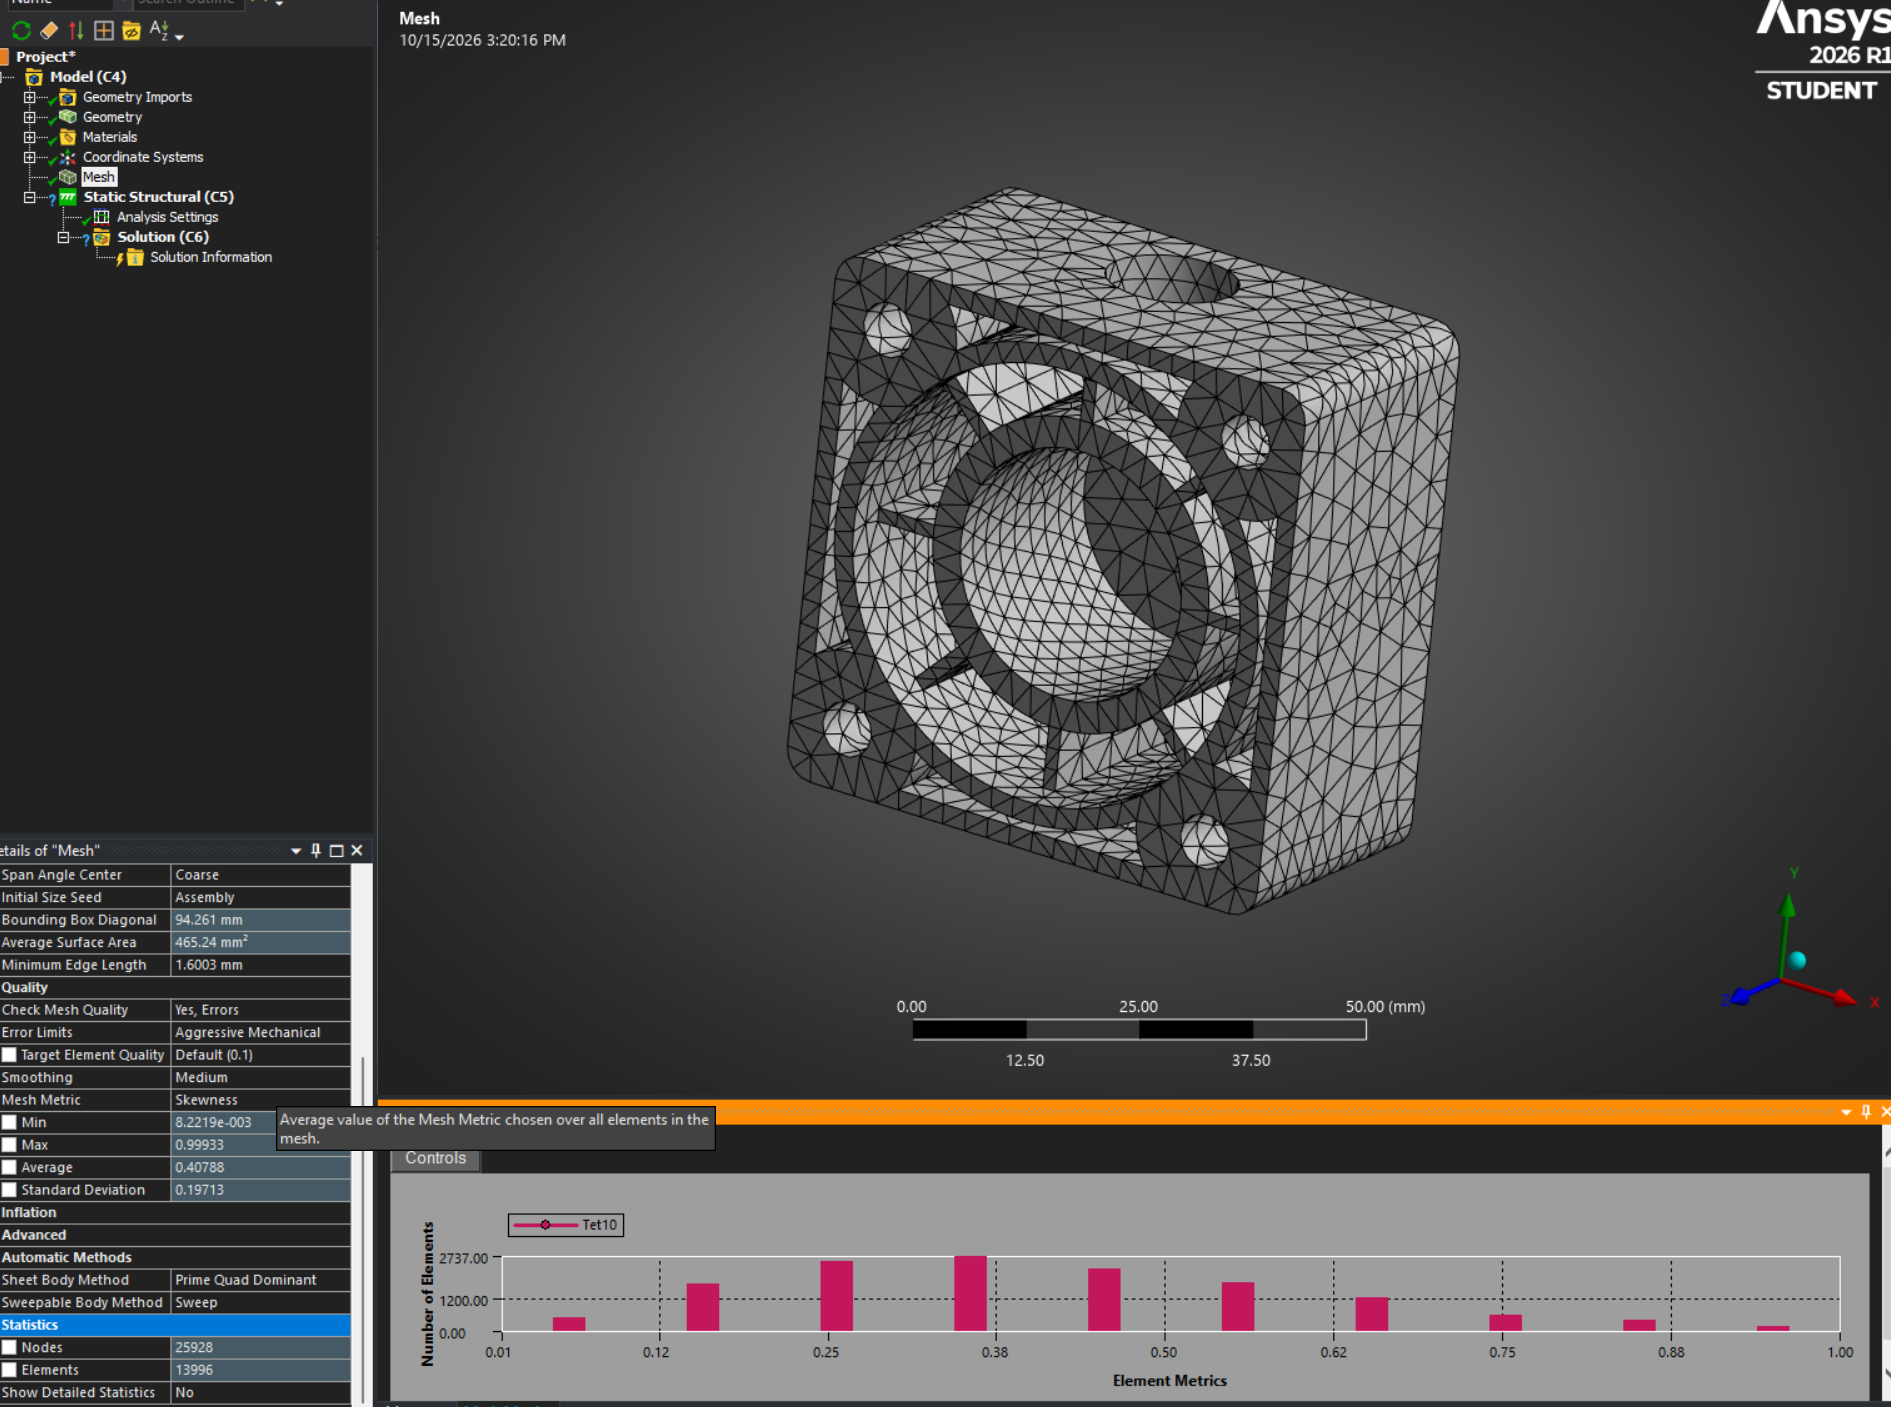 Name
Search Outline
Project*
Model (C4)
Geometry Imports
Geometry
Materials
Coordinate Systems
Mesh
Static Structural (C5)
Analysis Settings
Solution (C6)
Solution Information
Mesh
10/15/2026 3:20:16 PM
Ansys
2026 R1
STUDENT
Y
X
Z
0.00 25.00 50.00 (mm)
12.50 37.50
etails of "Mesh"
Span Angle Center Coarse
Initial Size Seed Assembly
Bounding Box Diagonal 94.261 mm
Average Surface Area 465.24 mm²
Minimum Edge Length 1.6003 mm
Quality
Check Mesh Quality Yes, Errors
Error Limits Aggressive Mechanical
Target Element Quality Default (0.1)
Smoothing Medium
Mesh Metric Skewness
Min 8.2219e-003
Max 0.99933
Average 0.40788
Standard Deviation 0.19713
Inflation
Advanced
Automatic Methods
Sheet Body Method Prime Quad Dominant
Sweepable Body Method Sweep
Statistics
Nodes 25928
Elements 13996
Show Detailed Statistics No
Average value of the Mesh Metric chosen over all elements in the
mesh.
Controls
Tet10
Number of Elements
2737.00
1200.00
0.00
0.01 0.12 0.25 0.38 0.50 0.62 0.75 0.88 1.00
Element Metrics